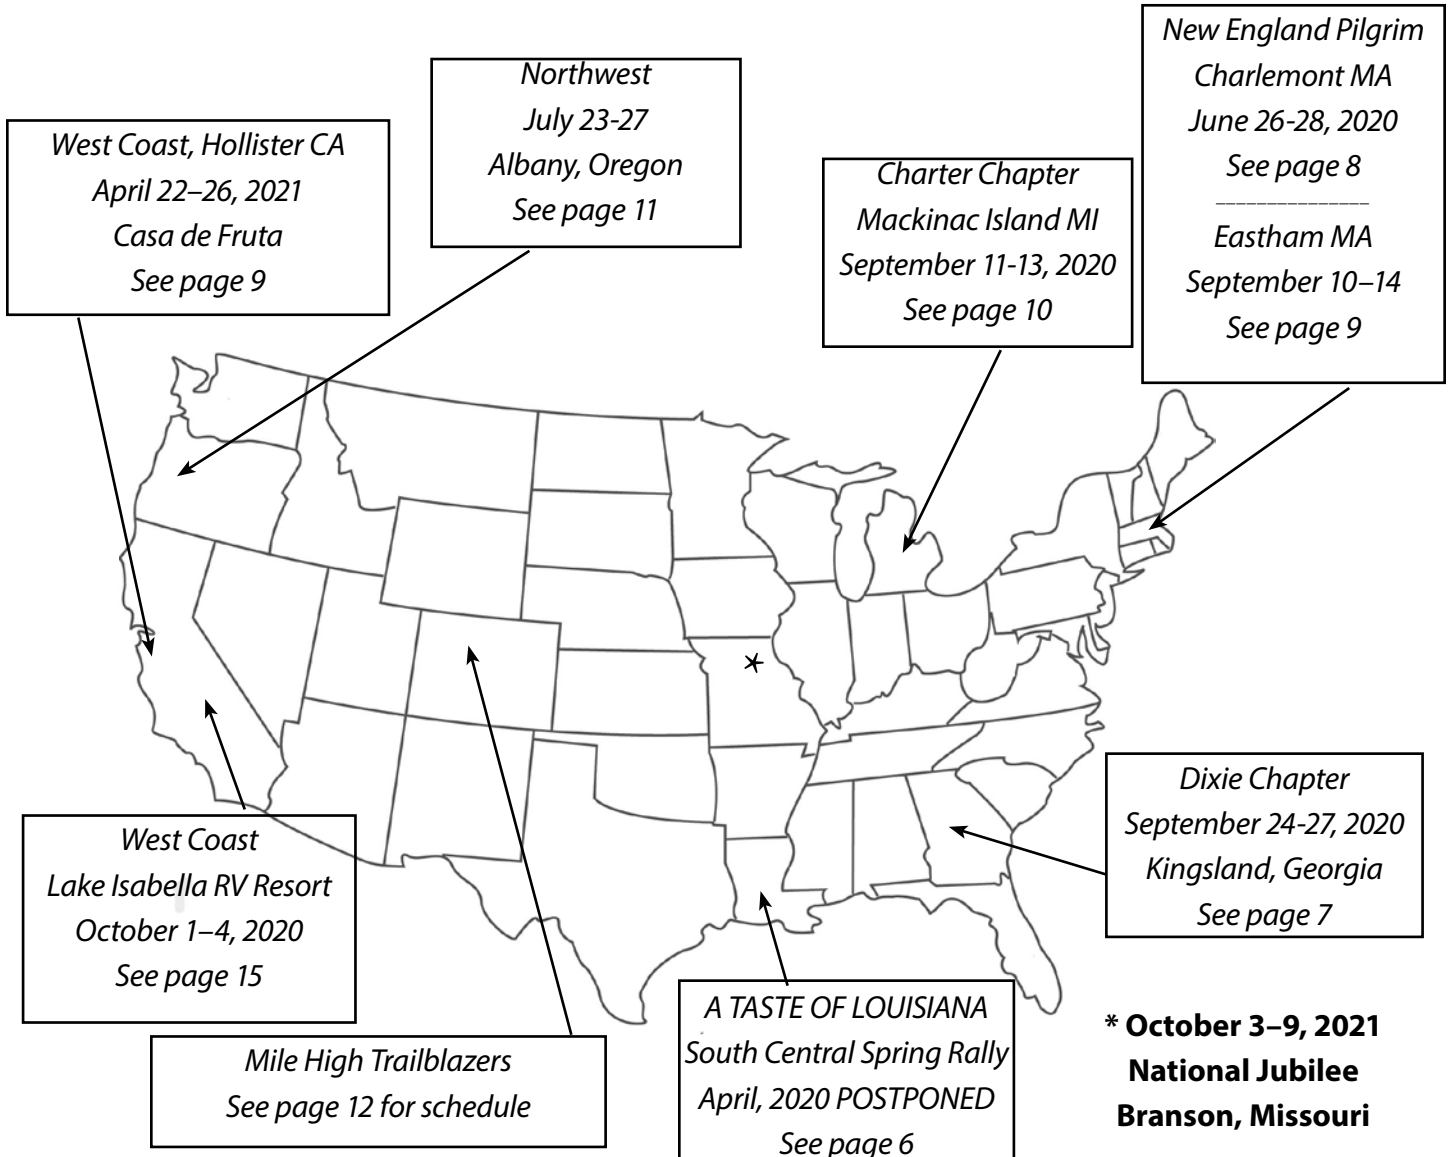 New England Pilgrim
Charlemont MA
June 26-28, 2020
See page 8
_______________
Eastham MA
September 10–14
See page 9
Northwest
July 23-27
Albany, Oregon
See page 11
West Coast, Hollister CA
April 22–26, 2021
Casa de Fruta
See page 9
Charter Chapter
Mackinac Island MI
September 11-13, 2020
See page 10
*
Dixie Chapter
September 24-27, 2020
Kingsland, Georgia
See page 7
West Coast
Lake Isabella RV Resort
October 1–4, 2020
See page 15
Mile High Trailblazers
See page 12 for schedule
A TASTE OF LOUISIANA
South Central Spring Rally
April, 2020 POSTPONED
See page 6
* October 3–9, 2021
National Jubilee
Branson, Missouri